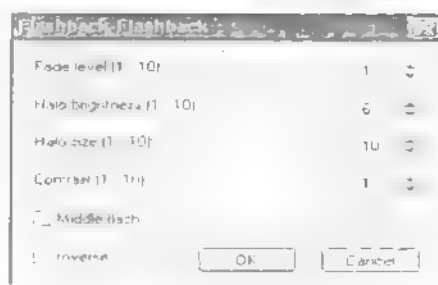 Flashback-Flashback
Fade level (1 - 10) 1
Halo brightness (1 - 10) 6
Halo size (1 - 10) 10
Contrast (1 - 10) 1
Middle flash
Inverse
OK Cancel